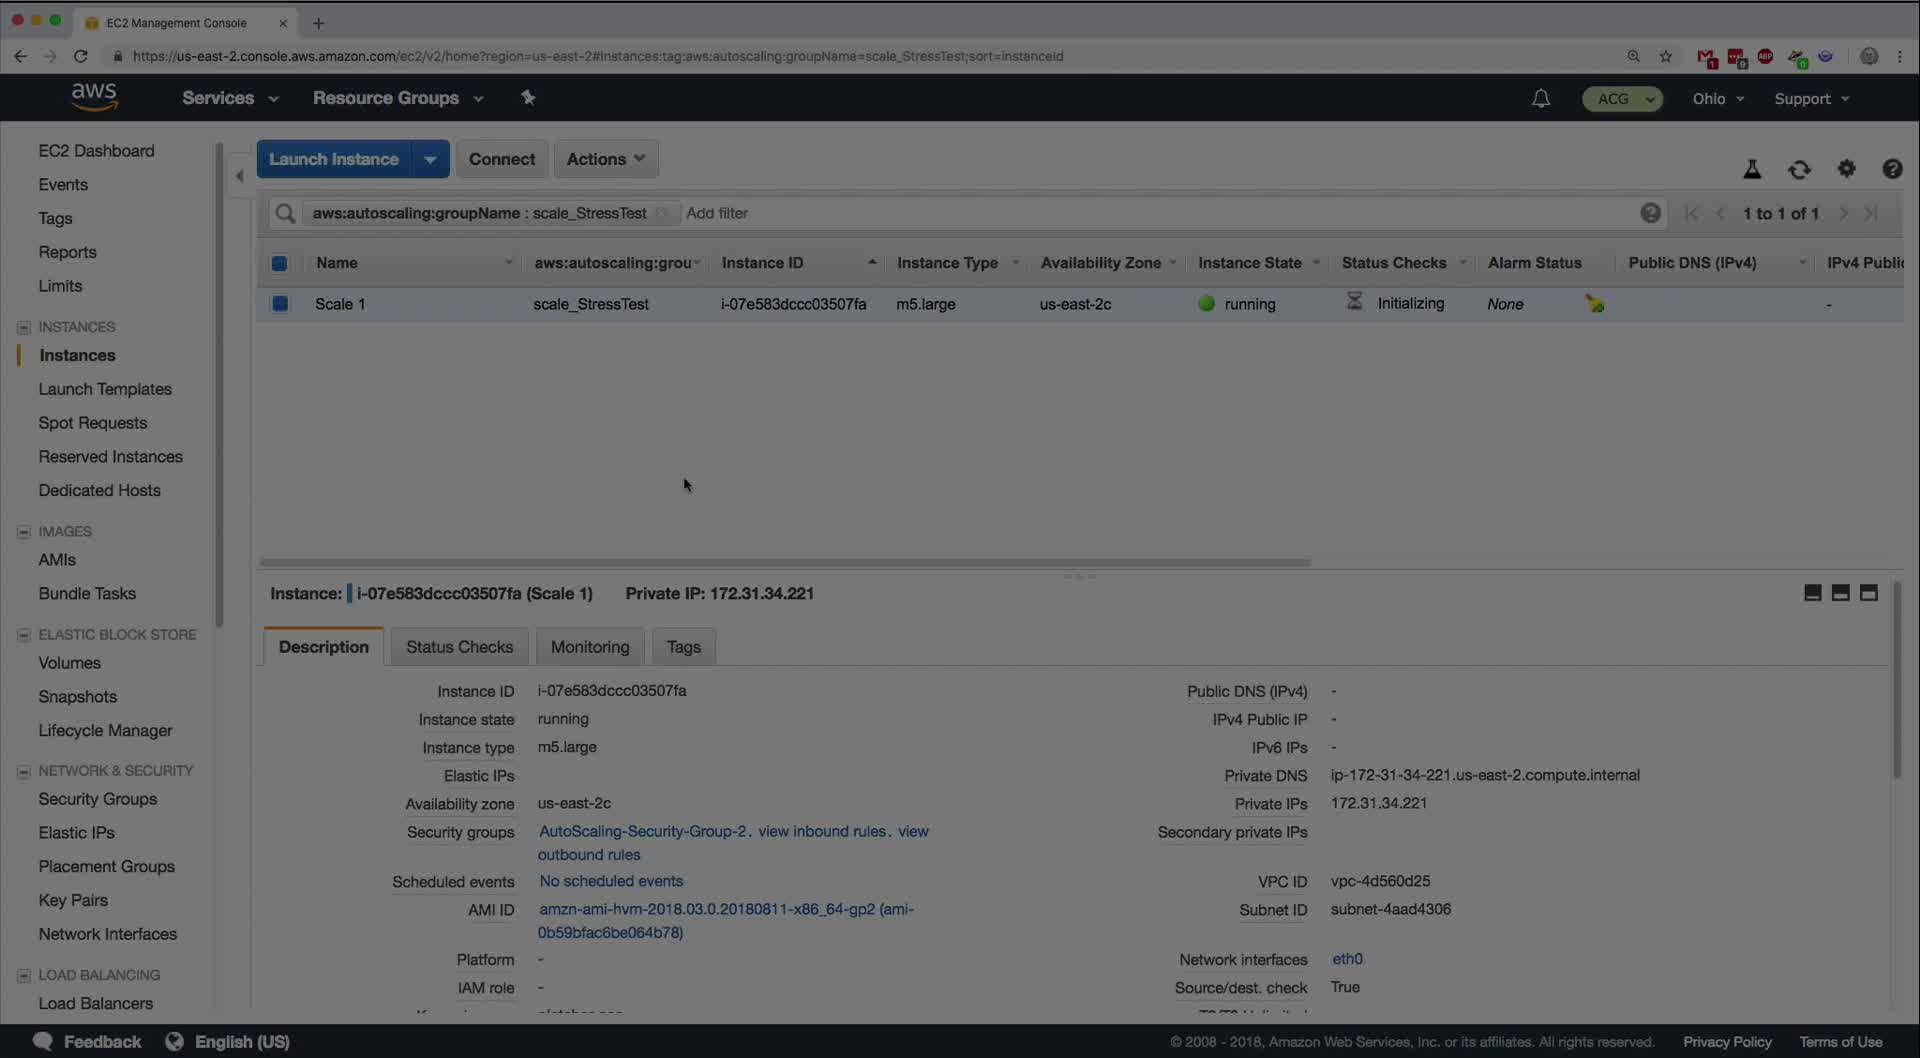 EC2 Management Console
https://us-east-2.console.aws.amazon.com/ec2/v2/home?region=us-east-2#Instances:tag:aws:autoscaling:groupName=scale_StressTest;sort=instanceId
1
9
ABP
0
aws
Services
Resource Groups
ACG
Ohio
Support
EC2 Dashboard
Events
Tags
Reports
Limits
INSTANCES
Instances
Launch Templates
Spot Requests
Reserved Instances
Dedicated Hosts
IMAGES
AMIs
Bundle Tasks
ELASTIC BLOCK STORE
Volumes
Snapshots
Lifecycle Manager
NETWORK & SECURITY
Security Groups
Elastic IPs
Placement Groups
Key Pairs
Network Interfaces
LOAD BALANCING
Load Balancers
Launch Instance
Connect
Actions
aws:autoscaling:groupName : scale_StressTest
Add filter
1 to 1 of 1
Name aws:autoscaling:grou Instance ID Instance Type Availability Zone Instance State Status Checks Alarm Status Public DNS (IPv4) IPv4 Public
Scale 1 scale_StressTest i-07e583dccc03507fa m5.large us-east-2c running Initializing None -
Instance: i-07e583dccc03507fa (Scale 1) Private IP: 172.31.34.221
Description
Status Checks
Monitoring
Tags
Instance ID i-07e583dccc03507fa
Instance state running
Instance type m5.large
Elastic IPs
Availability zone us-east-2c
Security groups AutoScaling-Security-Group-2. view inbound rules. view
outbound rules
Scheduled events No scheduled events
AMI ID amzn-ami-hvm-2018.03.0.20180811-x86_64-gp2 (ami-
0b59bfac6be064b78)
Platform -
IAM role -
Public DNS (IPv4) -
IPv4 Public IP -
IPv6 IPs -
Private DNS ip-172-31-34-221.us-east-2.compute.internal
Private IPs 172.31.34.221
Secondary private IPs
VPC ID vpc-4d560d25
Subnet ID subnet-4aad4306
Network interfaces eth0
Source/dest. check True
Feedback
English (US)
© 2008 - 2018, Amazon Web Services, Inc. or its affiliates. All rights reserved.
Privacy Policy
Terms of Use